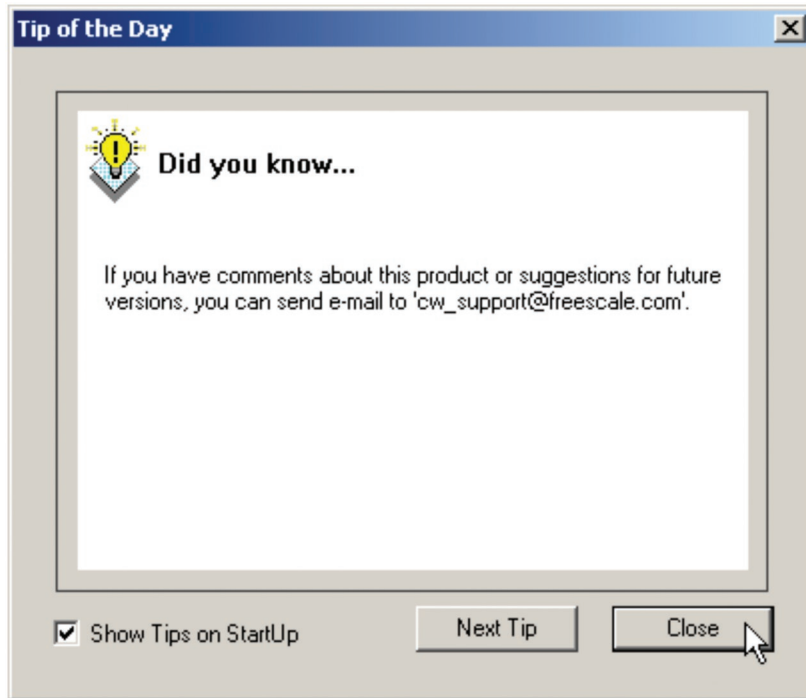 Tip of the Day
Did you know...
If you have comments about this product or suggestions for future
versions, you can send e-mail to 'cw_support@freescale.com'.
Show Tips on StartUp
Next Tip
Close